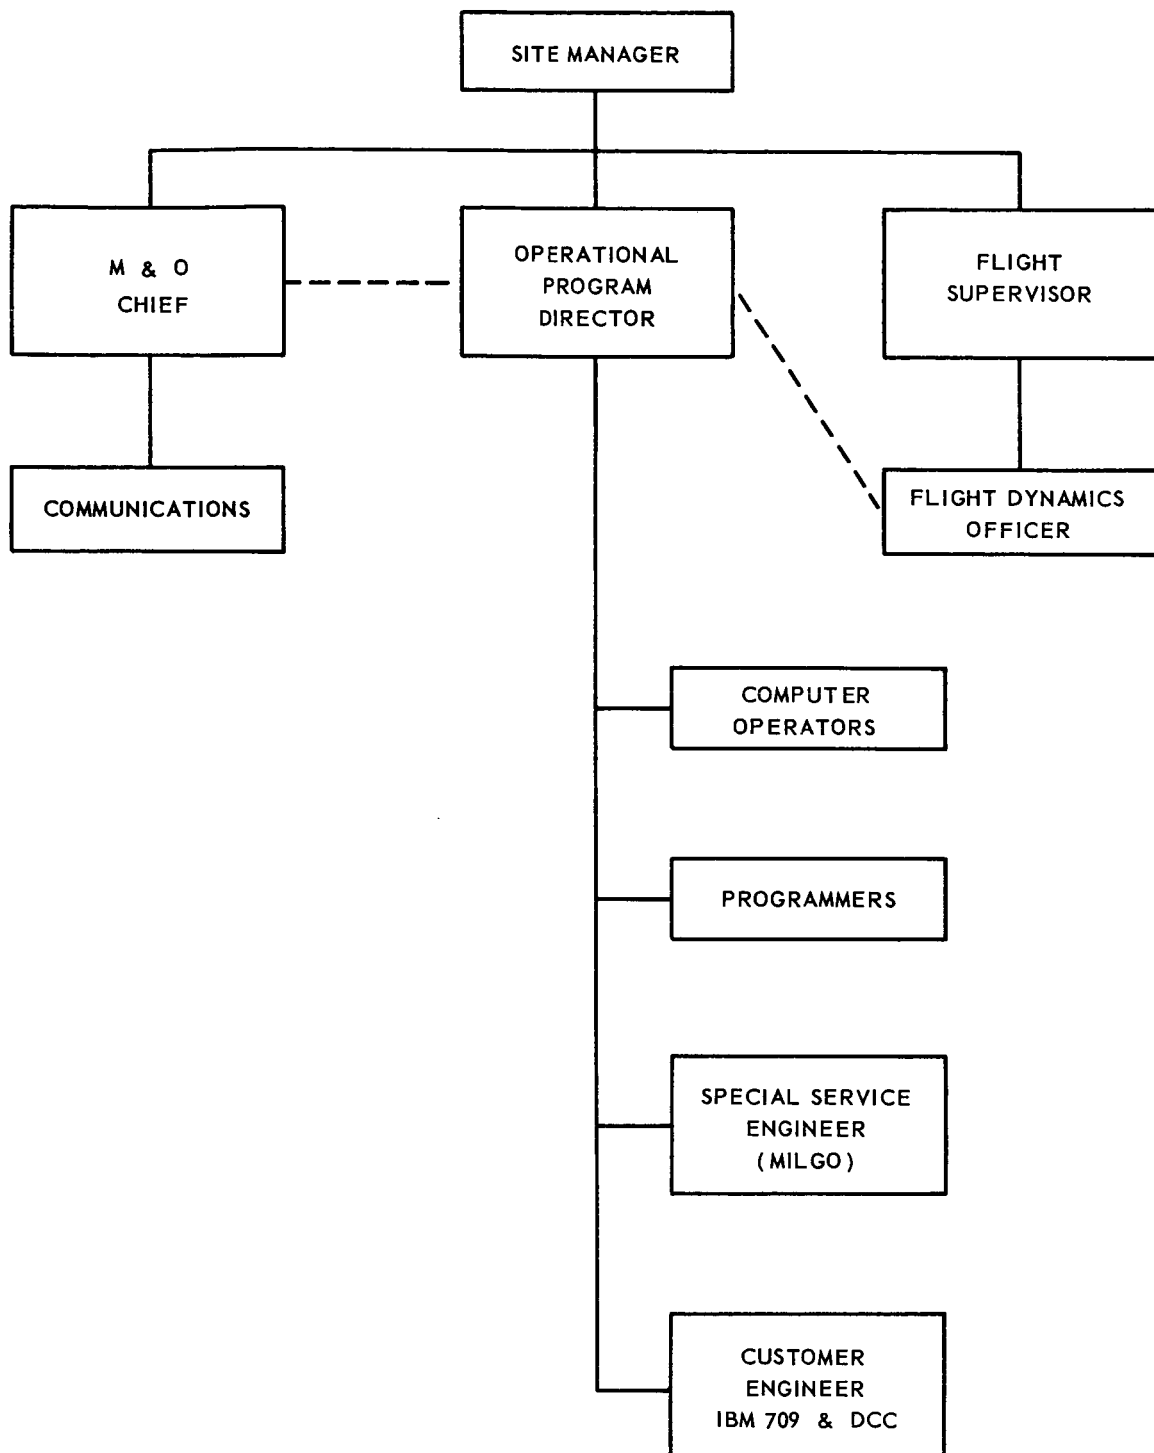 SITE MANAGER
M & O
CHIEF
OPERATIONAL
PROGRAM
DIRECTOR
FLIGHT
SUPERVISOR
COMMUNICATIONS
FLIGHT DYNAMICS
OFFICER
COMPUTER
OPERATORS
PROGRAMMERS
SPECIAL SERVICE
ENGINEER
(MILGO)
CUSTOMER
ENGINEER
IBM 709 & DCC